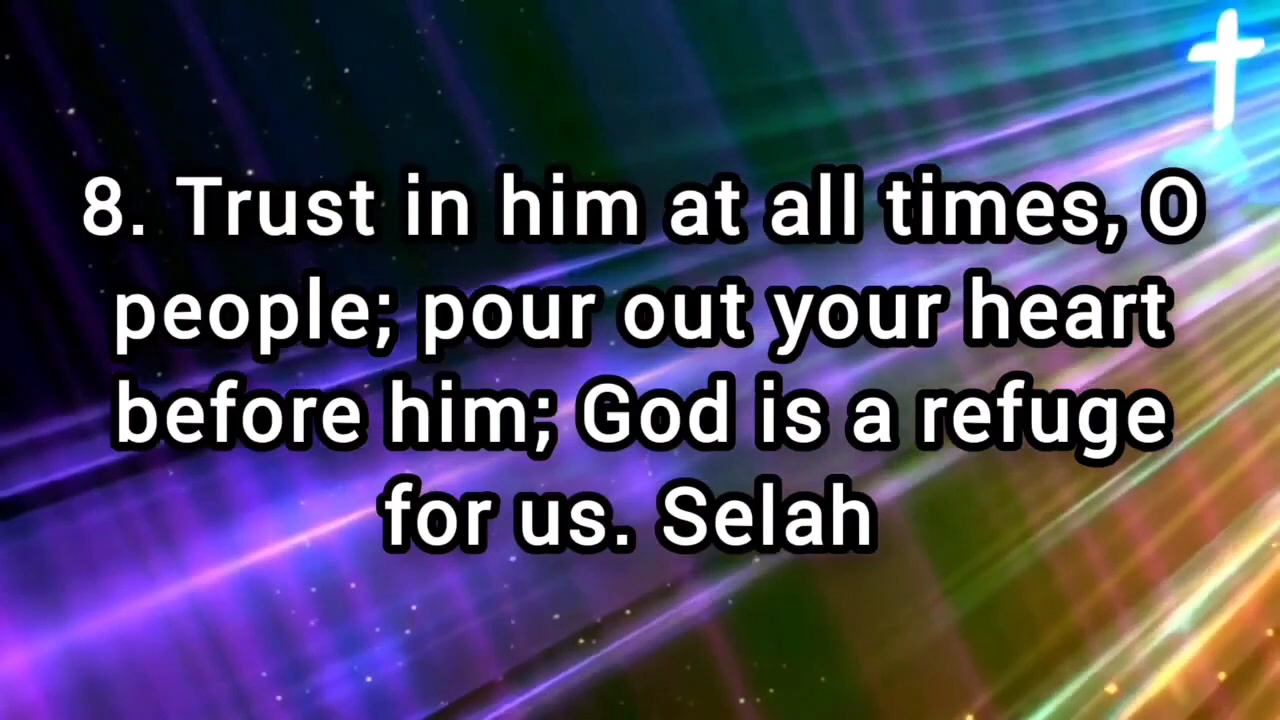 8. Trust in him at all times, O
people; pour out your heart
before him; God is a refuge
for us. Selah